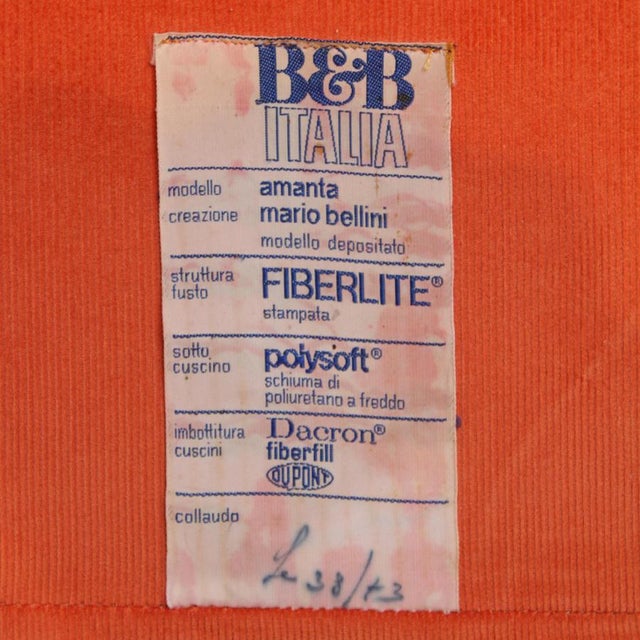 B&B
ITALIA
modello amanta
creazione mario bellini
modello depositato
struttura FIBERLITE®
fusto
stampata
sotto polysoft®
cuscino
schiuma di
poliuretano a freddo
imbottitura Dacron®
cuscini fiberfill
DUPONT
collaudo
38/